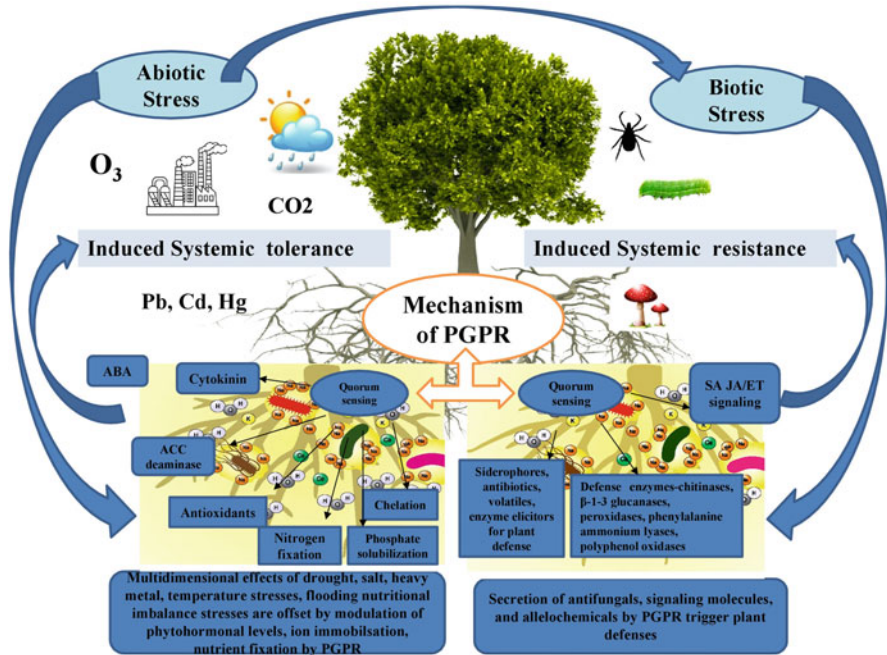 Abiotic
Stress
Biotic
Stress
O3
CO2
Induced Systemic tolerance
Induced Systemic resistance
Pb, Cd, Hg
Mechanism
of PGPR
ABA
Cytokinin
Quorum
sensing
ACC
deaminase
Antioxidants
Nitrogen
fixation
Chelation
Phosphate
solubilization
Quorum
sensing
SA JA/ET
signaling
Siderophores,
antibiotics,
volatiles,
enzyme elicitors
for plant
defense
Defense enzymes-chitinases,
β-1-3 glucanases,
peroxidases, phenylalanine
ammonium lyases,
polyphenol oxidases
Multidimensional effects of drought, salt, heavy
metal, temperature stresses, flooding nutritional
imbalance stresses are offset by modulation of
phytohormonal levels, ion immobilsation,
nutrient fixation by PGPR
Secretion of antifungals, signaling molecules,
and allelochemicals by PGPR trigger plant
defenses